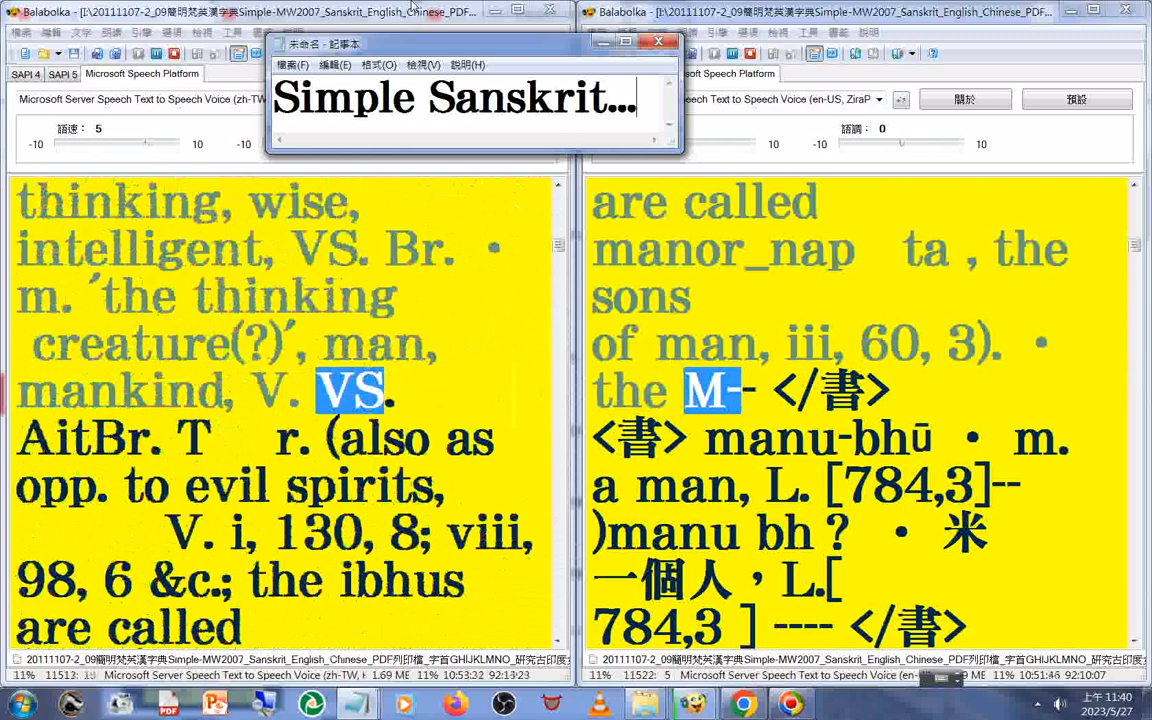 Balabolka - [I:\20111107-2_09簡明梵英漢字典Simple-MW2007_Sanskrit_English_Chinese_PDF...
Balabolka - [I:\20111107-2_09簡明梵英漢字典Simple-MW2007_Sanskrit_English_Chinese_PDF...
未命名 - 記事本
檔案(F) 編輯(E) 格式(O) 檢視(V) 說明(H)
Simple Sanskrit...
SAPI 4 SAPI 5 Microsoft Speech Platform
Speech Platform
Microsoft Server Speech Text to Speech Voice (zh-TW,
eech Text to Speech Voice (en-US, ZiraP
關於
預設
語速： 5
-10 10 -10
語調： 0
-10 10
thinking, wise,
intelligent, VS. Br. •
m. ´the thinking
creature(?)´, man,
mankind, V. VS.
AitBr. T r. (also as
opp. to evil spirits,
V. i, 130, 8; viii,
98, 6 &c.; the ibhus
are called
are called
manor_nap ta , the
sons
of man, iii, 60, 3). •
the M-- </書>
<書> manu-bhū • m.
a man, L. [784,3]--
)manu bh ? • 米
一個人，L.[
784,3 ] ---- </書>
20111107-2_09簡明梵英漢字典Simple-MW2007_Sanskrit_English_Chinese_PDF列印檔_字首GHIJKLMNO_研究古印度
20111107-2_09簡明梵英漢字典Simple-MW2007_Sanskrit_English_Chinese_PDF列印檔_字首GHIJKLMNO_研究古印度
Microsoft Server Speech Text to Speech Voice (zh-TW, 1.69 MB 11% 10:53:32 92:14:23
11% 11522: 5 Microsoft Server Speech Text to Speech Voice 11% 10:51:46 92:10:07
上午 11:40
2023/5/27